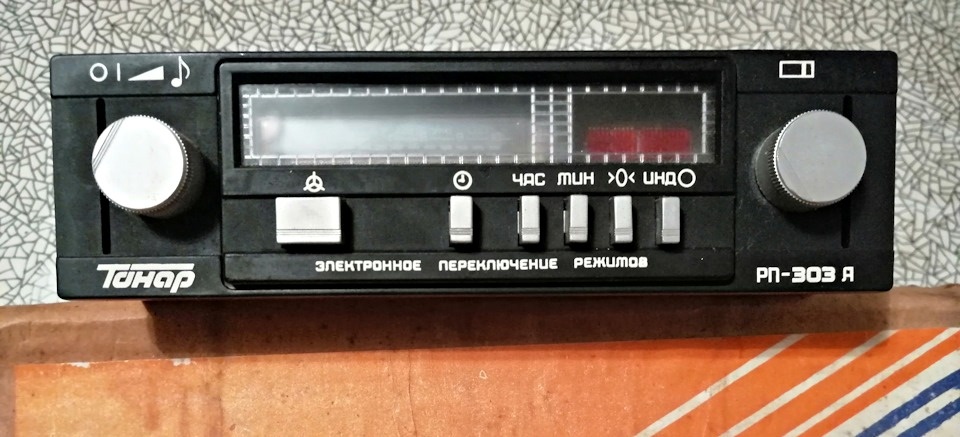 ЧАС МИН >0< ИНД
ЭЛЕКТРОННОЕ ПЕРЕКЛЮЧЕНИЕ РЕЖИМОВ
Тонар
РП-303 Я